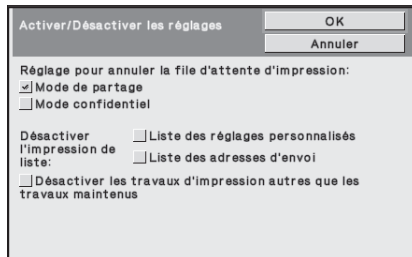 Activer/Désactiver les réglages
OK
Annuler
Réglage pour annuler la file d'attente d'impression:
Mode de partage
Mode confidentiel
Désactiver
l'impression de
liste:
Liste des réglages personnalisés
Liste des adresses d'envoi
Désactiver les travaux d'impression autres que les
travaux maintenus